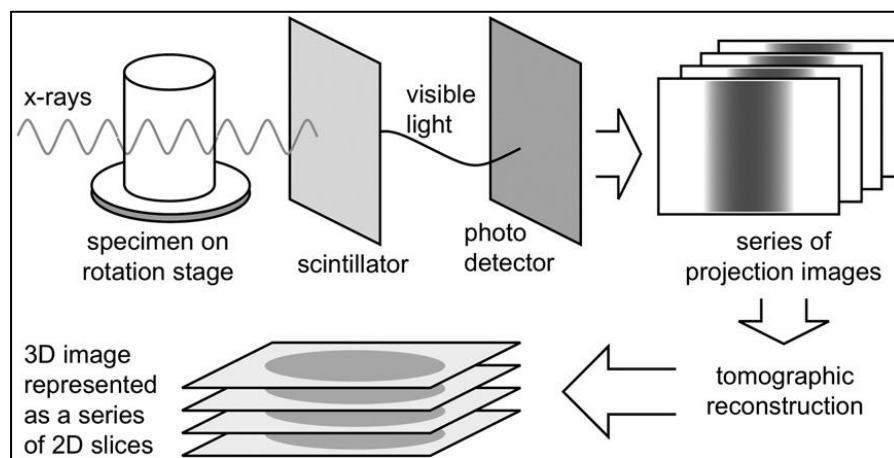 x-rays
specimen on
rotation stage
scintillator
visible
light
photo
detector
series of
projection images
tomographic
reconstruction
3D image
represented
as a series
of 2D slices